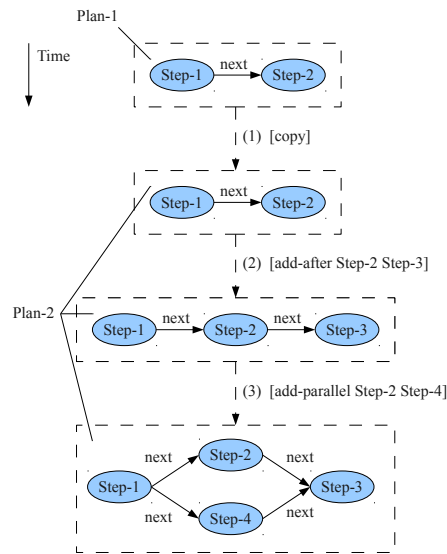 Plan-1
Time
Step-1 next Step-2
(1) [copy]
Step-1 next Step-2
(2) [add-after Step-2 Step-3]
Plan-2
Step-1 next Step-2 next Step-3
(3) [add-parallel Step-2 Step-4]
Step-2
next next
Step-1 Step-3
next next
Step-4